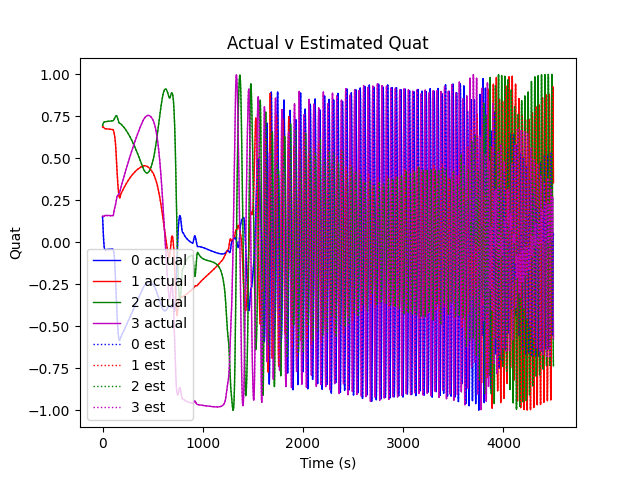 Actual v Estimated Quat
1.00
0.75
0.50
0.25
0.00
−0.25
−0.50
−0.75
−1.00
Quat
0 actual
1 actual
2 actual
3 actual
0 est
1 est
2 est
3 est
0 1000 2000 3000 4000
Time (s)